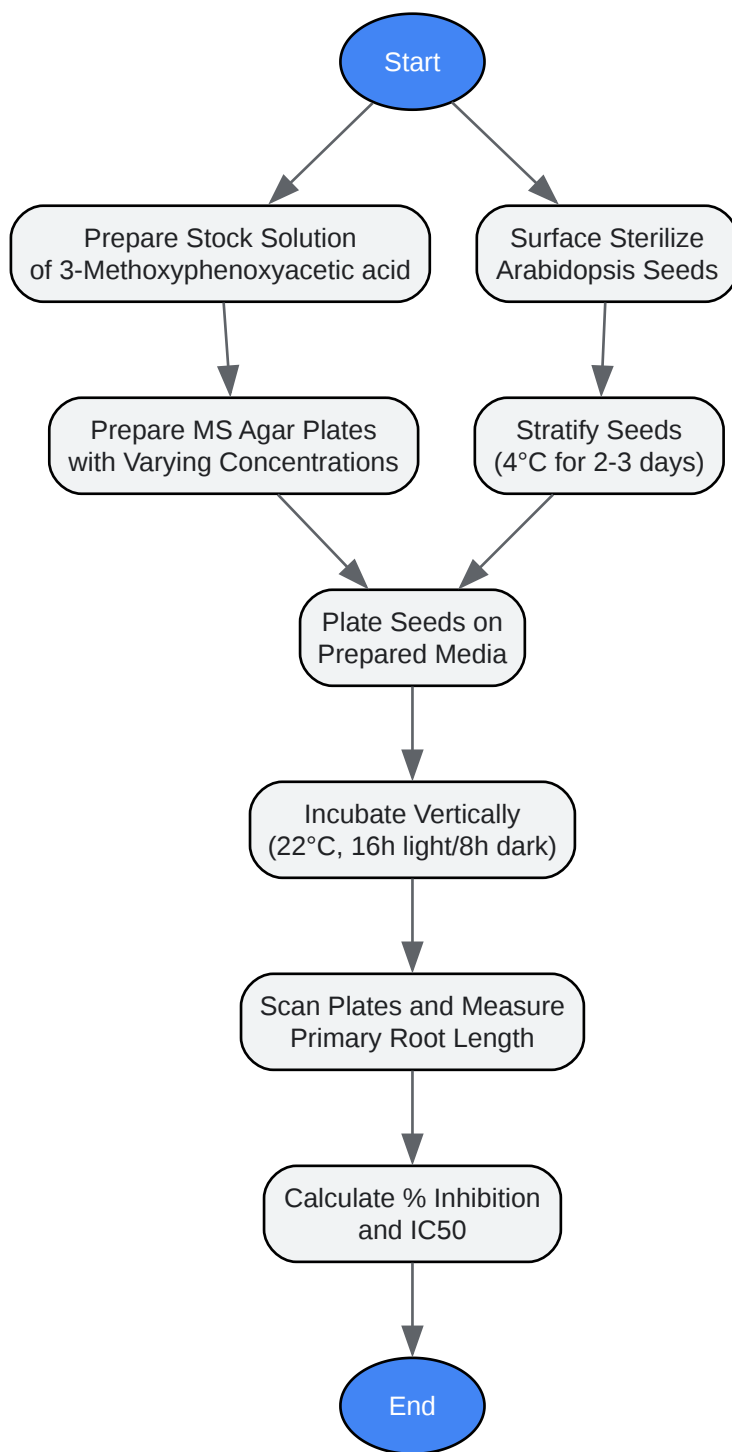 Start
Prepare Stock Solution
of 3-Methoxyphenoxyacetic acid
Surface Sterilize
Arabidopsis Seeds
Prepare MS Agar Plates
with Varying Concentrations
Stratify Seeds
(4°C for 2-3 days)
Plate Seeds on
Prepared Media
Incubate Vertically
(22°C, 16h light/8h dark)
Scan Plates and Measure
Primary Root Length
Calculate % Inhibition
and IC50
End